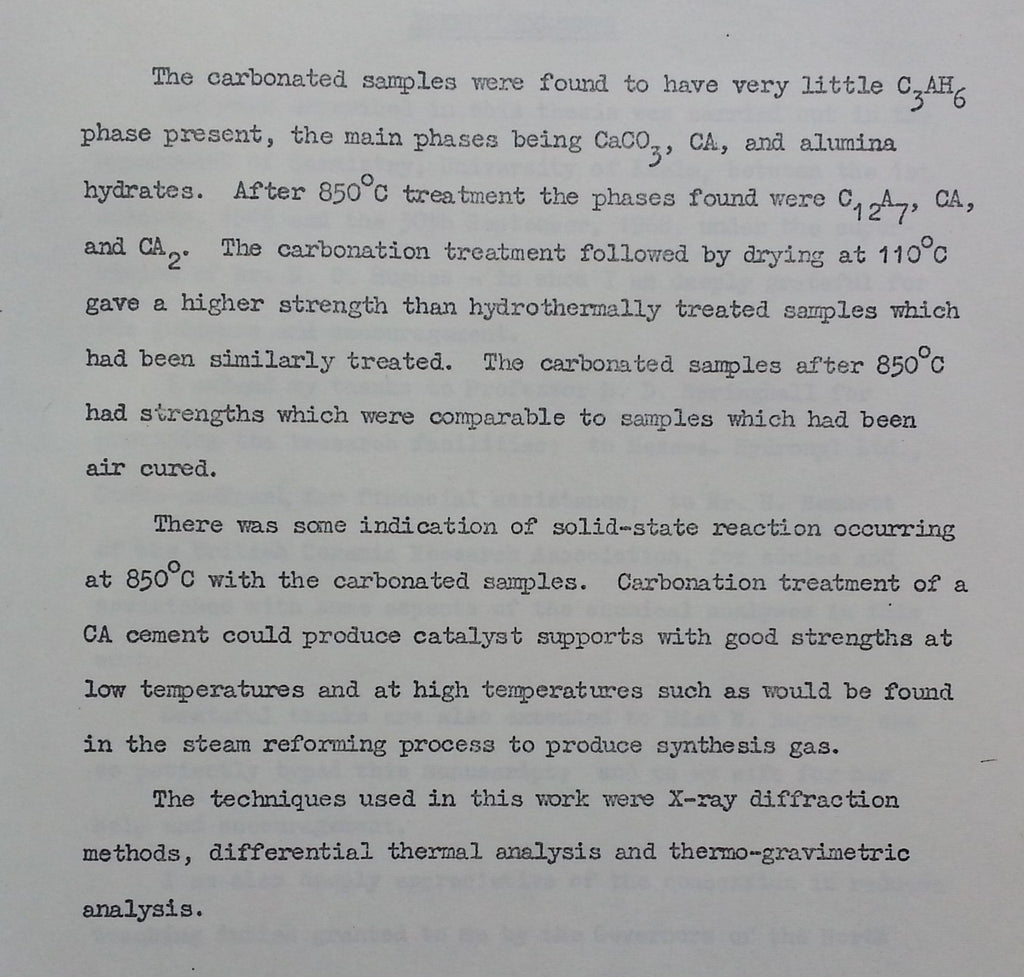 The carbonated samples were found to have very little C₃AH₆
phase present, the main phases being CaCO₃, CA, and alumina
hydrates. After 850°C treatment the phases found were C₁₂A₇, CA,
and CA₂. The carbonation treatment followed by drying at 110°C
gave a higher strength than hydrothermally treated samples which
had been similarly treated. The carbonated samples after 850°C
had strengths which were comparable to samples which had been
air cured.
There was some indication of solid-state reaction occurring
at 850°C with the carbonated samples. Carbonation treatment of a
CA cement could produce catalyst supports with good strengths at
low temperatures and at high temperatures such as would be found
in the steam reforming process to produce synthesis gas.
The techniques used in this work were X-ray diffraction
methods, differential thermal analysis and thermo-gravimetric
analysis.